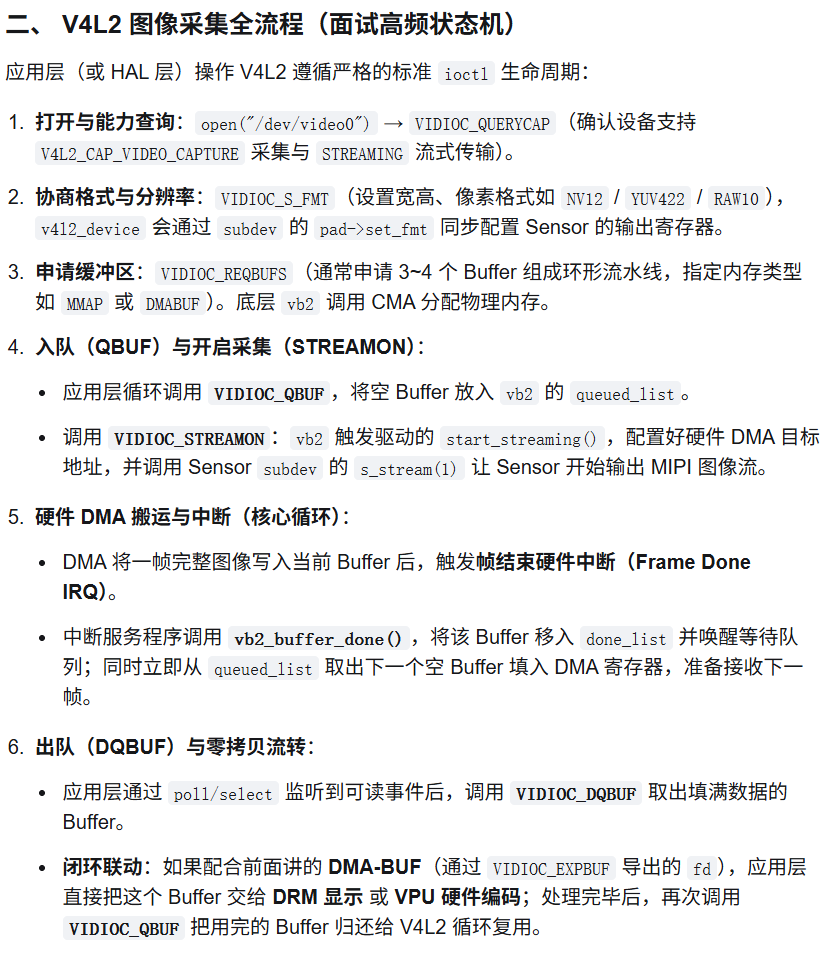 二、 V4L2 图像采集全流程（面试高频状态机）
应用层（或 HAL 层）操作 V4L2 遵循严格的标准 ioctl 生命周期：
1. 打开与能力查询：open("/dev/video0") → VIDIOC_QUERYCAP（确认设备支持
V4L2_CAP_VIDEO_CAPTURE 采集与 STREAMING 流式传输）。
2. 协商格式与分辨率：VIDIOC_S_FMT（设置宽高、像素格式如 NV12 / YUV422 / RAW10），
v4l2_device 会通过 subdev 的 pad->set_fmt 同步配置 Sensor 的输出寄存器。
3. 申请缓冲区：VIDIOC_REQBUFS（通常申请 3~4 个 Buffer 组成环形流水线，指定内存类型
如 MMAP 或 DMABUF）。底层 vb2 调用 CMA 分配物理内存。
4. 入队（QBUF）与开启采集（STREAMON）：
• 应用层循环调用 VIDIOC_QBUF，将空 Buffer 放入 vb2 的 queued_list。
• 调用 VIDIOC_STREAMON：vb2 触发驱动的 start_streaming()，配置好硬件 DMA 目标
地址，并调用 Sensor subdev 的 s_stream(1) 让 Sensor 开始输出 MIPI 图像流。
5. 硬件 DMA 搬运与中断（核心循环）：
• DMA 将一帧完整图像写入当前 Buffer 后，触发帧结束硬件中断（Frame Done
IRQ）。
• 中断服务程序调用 vb2_buffer_done()，将该 Buffer 移入 done_list 并唤醒等待队
列；同时立即从 queued_list 取出下一个空 Buffer 填入 DMA 寄存器，准备接收下一
帧。
6. 出队（DQBUF）与零拷贝流转：
• 应用层通过 poll/select 监听到可读事件后，调用 VIDIOC_DQBUF 取出填满数据的
Buffer。
• 闭环联动：如果配合前面讲的 DMA-BUF（通过 VIDIOC_EXPBUF 导出的 fd），应用层
直接把这个 Buffer 交给 DRM 显示 或 VPU 硬件编码；处理完毕后，再次调用
VIDIOC_QBUF 把用完的 Buffer 归还给 V4L2 循环复用。